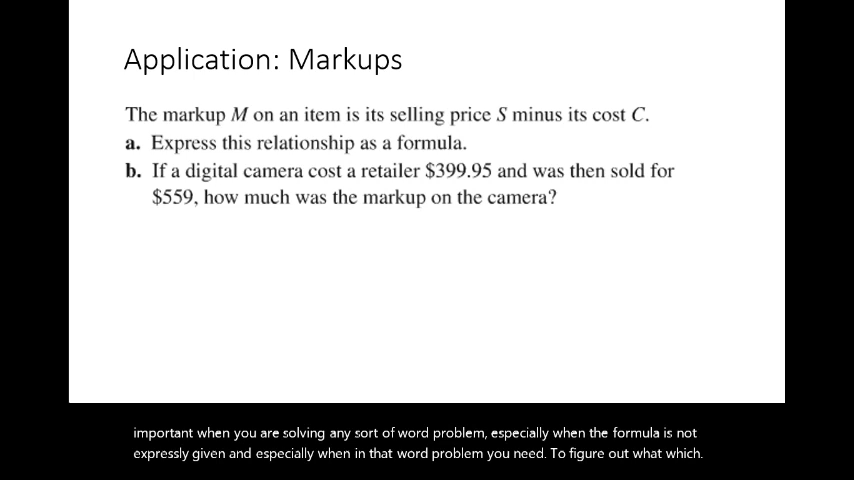 Application: Markups
The markup M on an item is its selling price S minus its cost C.
a. Express this relationship as a formula.
b. If a digital camera cost a retailer $399.95 and was then sold for
$559, how much was the markup on the camera?
important when you are solving any sort of word problem, especially when the formula is not
expressly given and especially when in that word problem you need. To figure out what which.